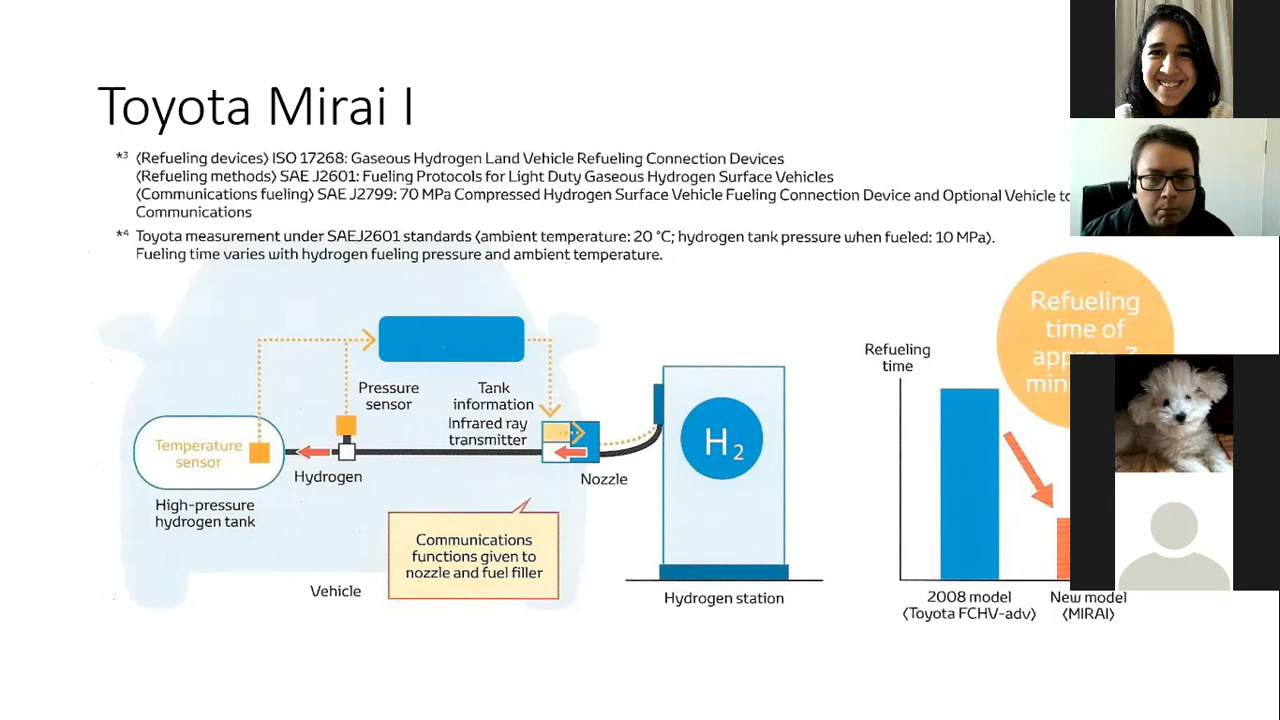 Toyota Mirai I
*3 ⟨Refueling devices⟩ ISO 17268: Gaseous Hydrogen Land Vehicle Refueling Connection Devices
⟨Refueling methods⟩ SAE J2601: Fueling Protocols for Light Duty Gaseous Hydrogen Surface Vehicles
⟨Communications fueling⟩ SAE J2799: 70 MPa Compressed Hydrogen Surface Vehicle Fueling Connection Device and Optional Vehicle to
Communications
*4 Toyota measurement under SAEJ2601 standards ⟨ambient temperature: 20 °C; hydrogen tank pressure when fueled: 10 MPa⟩.
Fueling time varies with hydrogen fueling pressure and ambient temperature.
Pressure
sensor
Tank
information
Infrared ray
transmitter
Temperature
sensor
Hydrogen
Nozzle
High-pressure
hydrogen tank
Communications
functions given to
nozzle and fuel filler
Vehicle
H2
Hydrogen station
Refueling
time of
Refueling
time
2008 model
⟨Toyota FCHV-adv⟩
New model
⟨MIRAI⟩